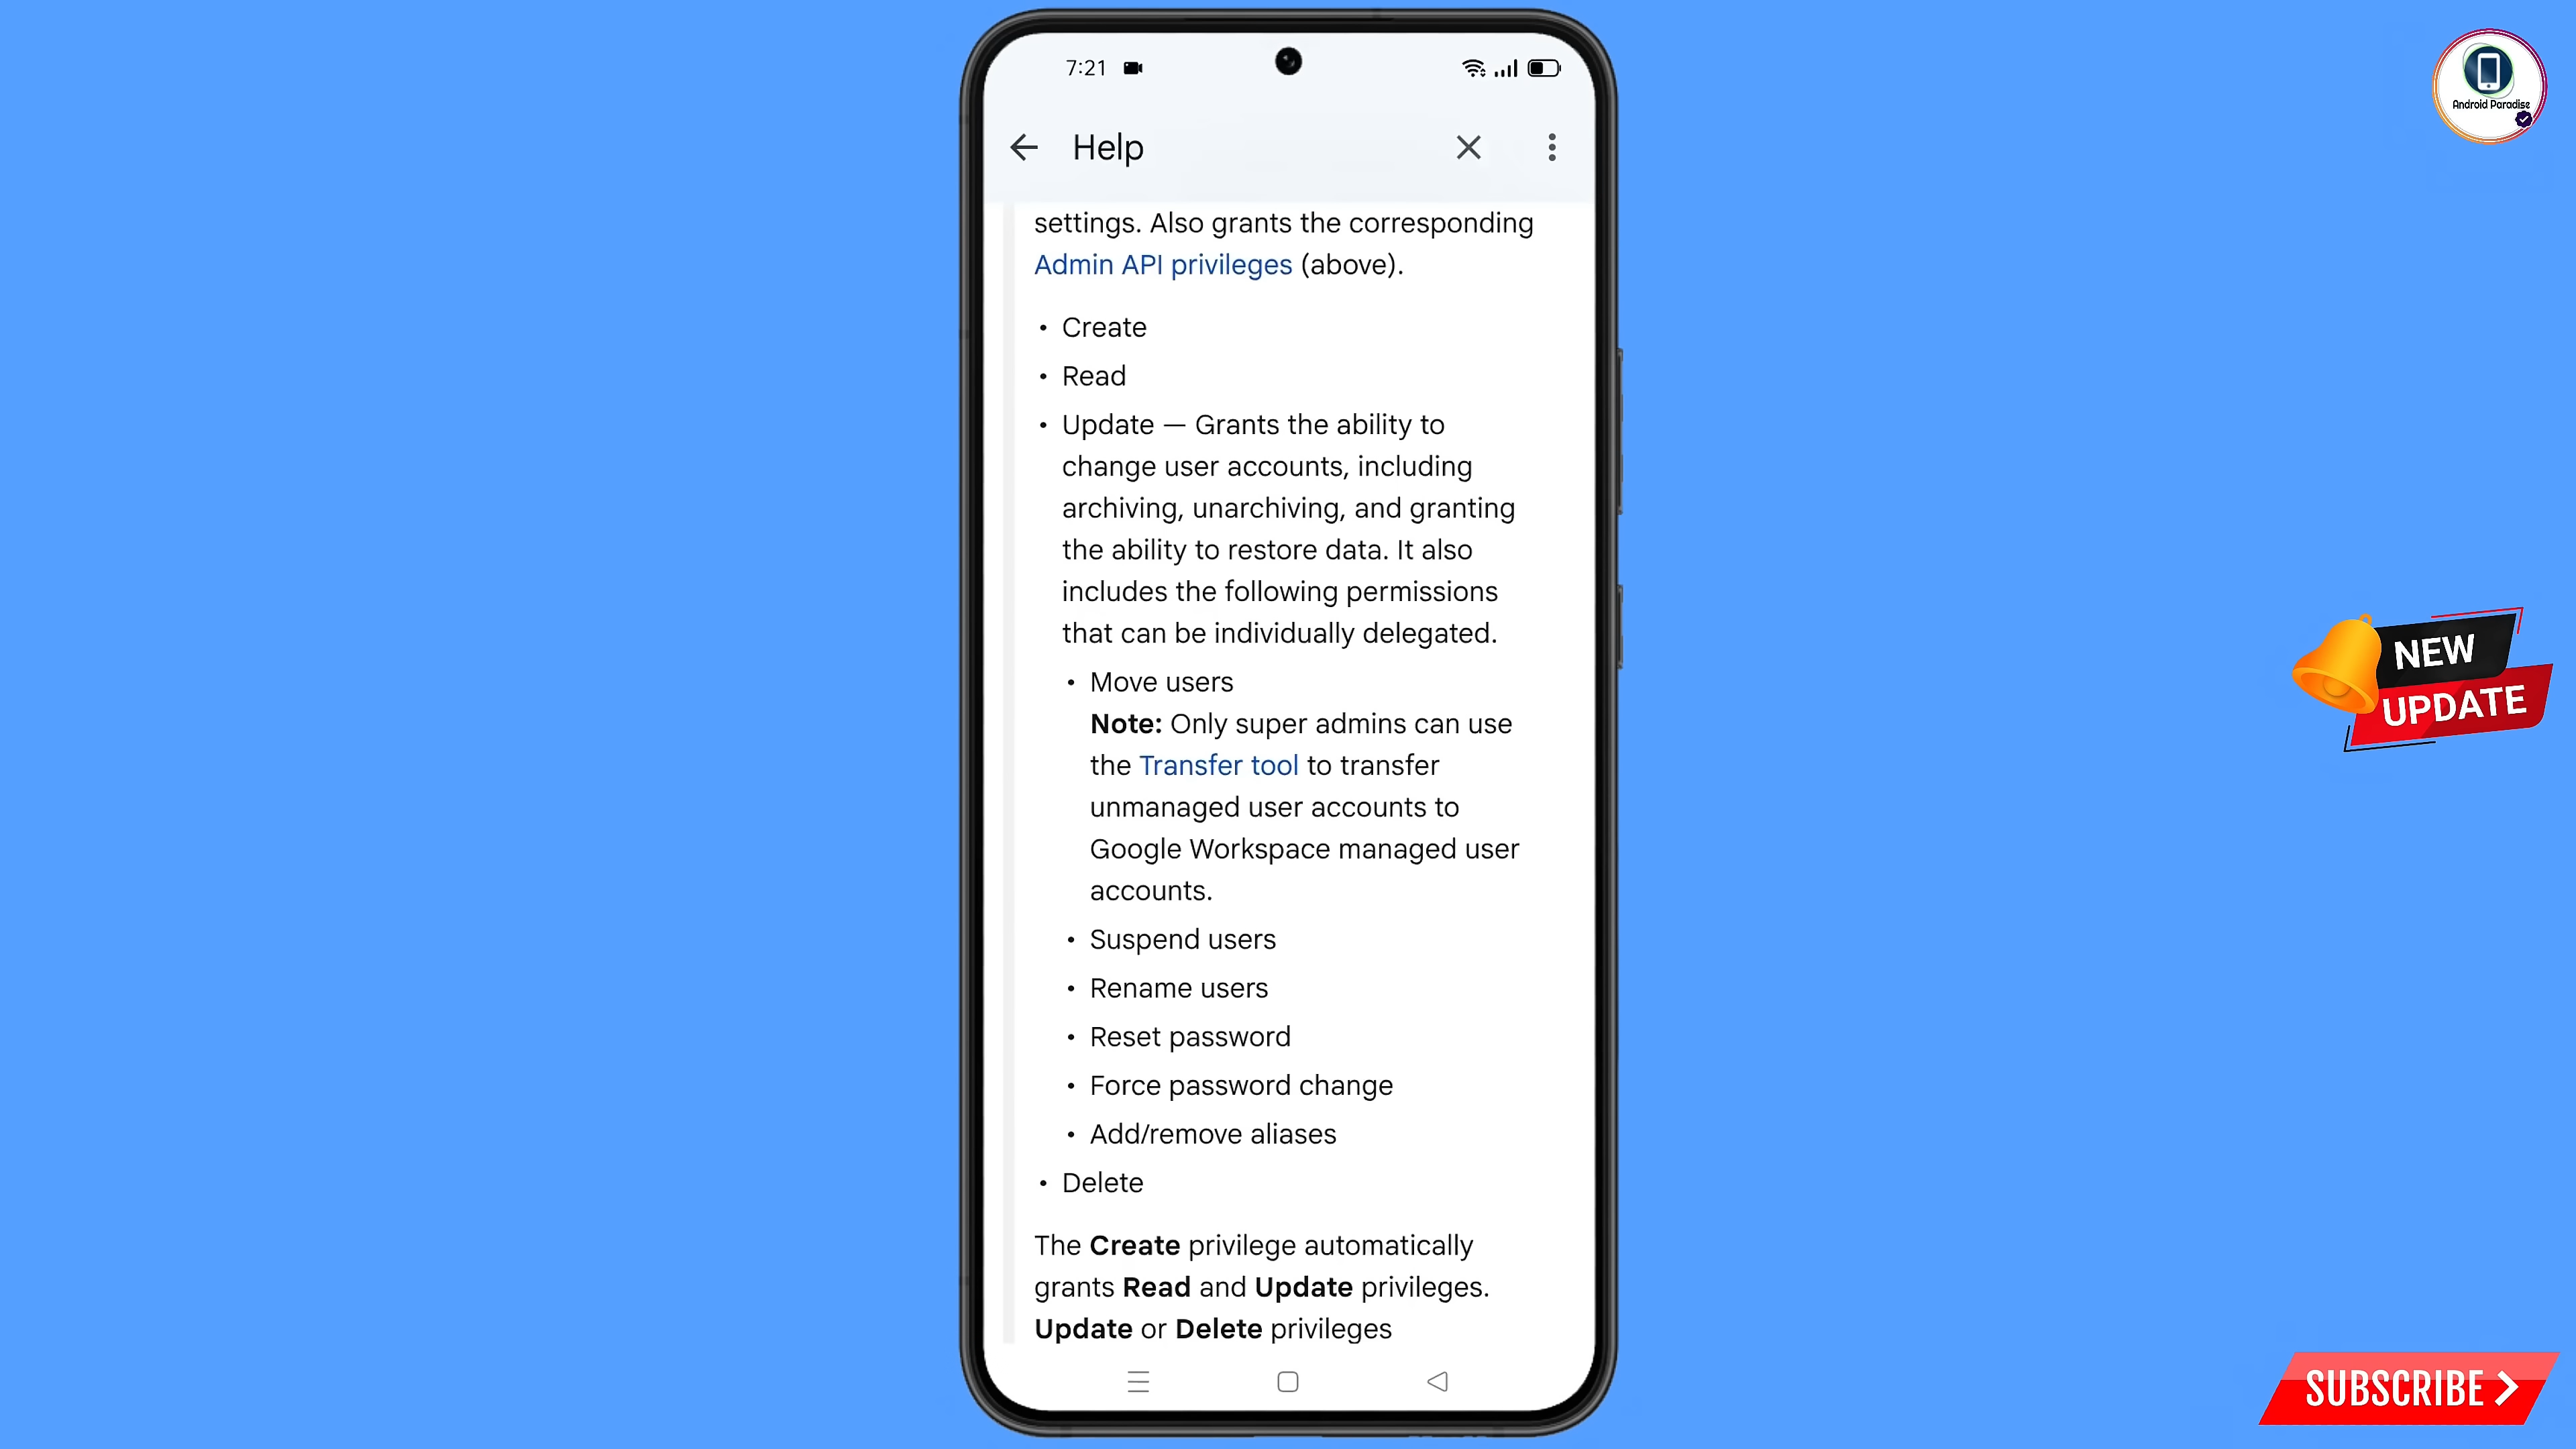 7:21
Android Paradise
Help
settings. Also grants the corresponding
Admin API privileges (above).
• Create
• Read
• Update — Grants the ability to
change user accounts, including
archiving, unarchiving, and granting
the ability to restore data. It also
includes the following permissions
that can be individually delegated.
• Move users
Note: Only super admins can use
the Transfer tool to transfer
unmanaged user accounts to
Google Workspace managed user
accounts.
• Suspend users
• Rename users
• Reset password
• Force password change
• Add/remove aliases
• Delete
The Create privilege automatically
grants Read and Update privileges.
Update or Delete privileges
NEW
UPDATE
SUBSCRIBE